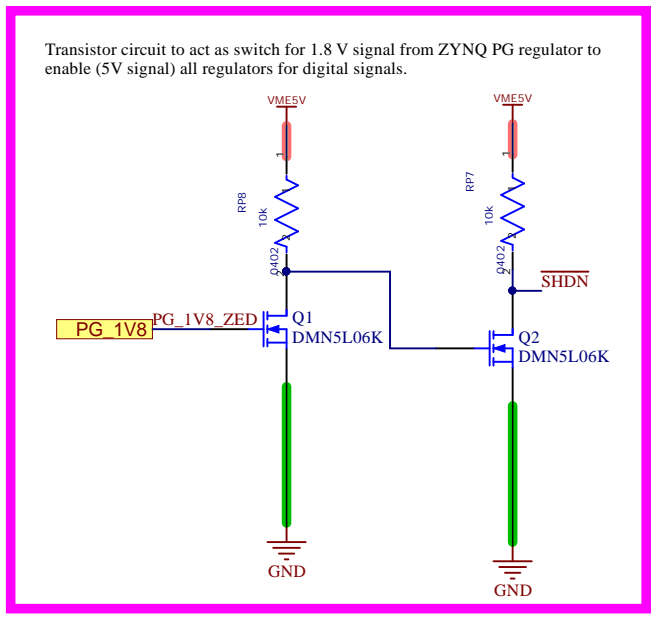 Transistor circuit to act as switch for 1.8 V signal from ZYNQ PG regulator to
enable (5V signal) all regulators for digital signals.
VME5V
VME5V
1
1
RP8
10k
1
2
0402
2
RP7
10k
1
2
0402
2
SHDN
PG_1V8
PG_1V8_ZED
Q1
DMN5L06K
Q2
DMN5L06K
GND
GND